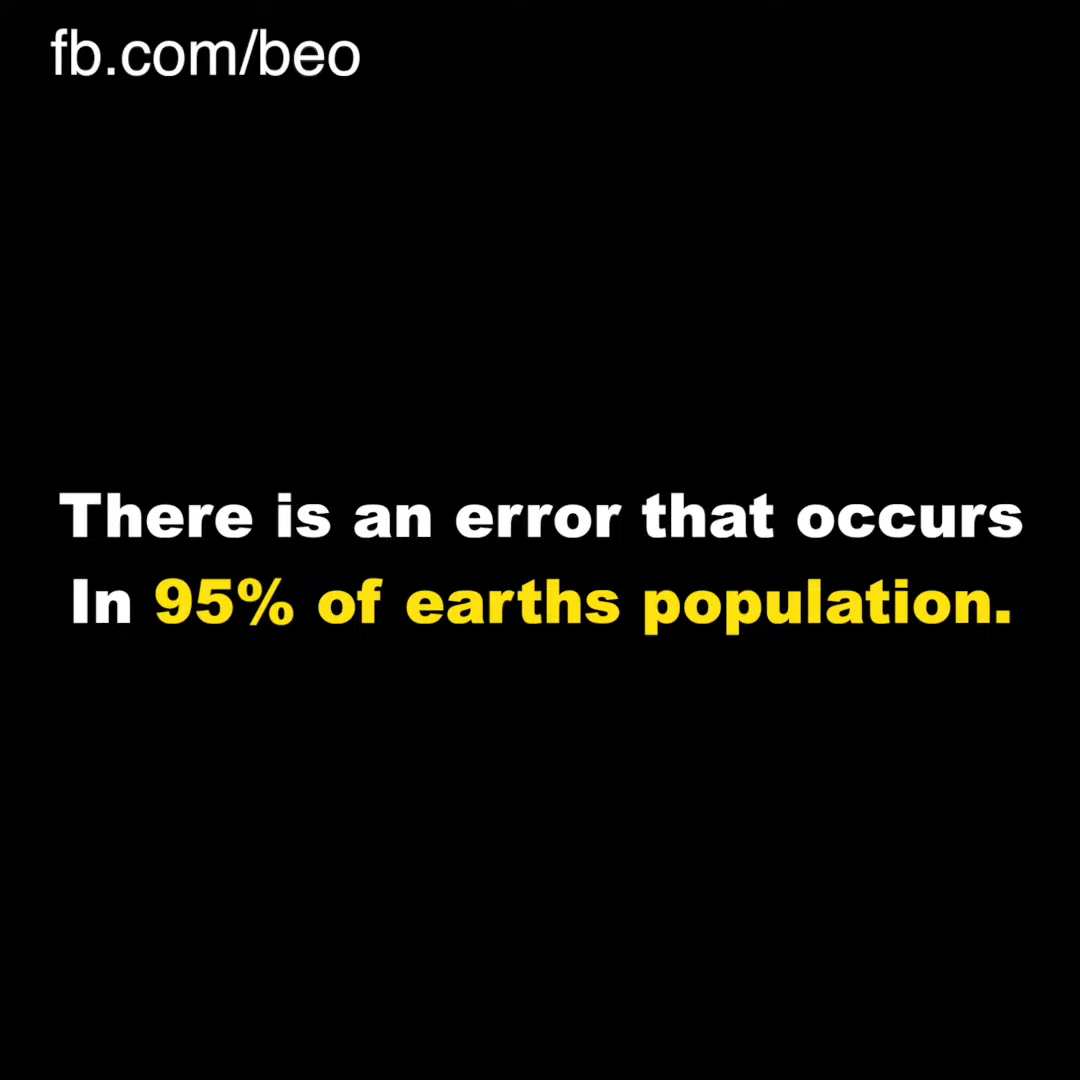 fb.com/beo
There is an error that occurs
In 95% of earths population.